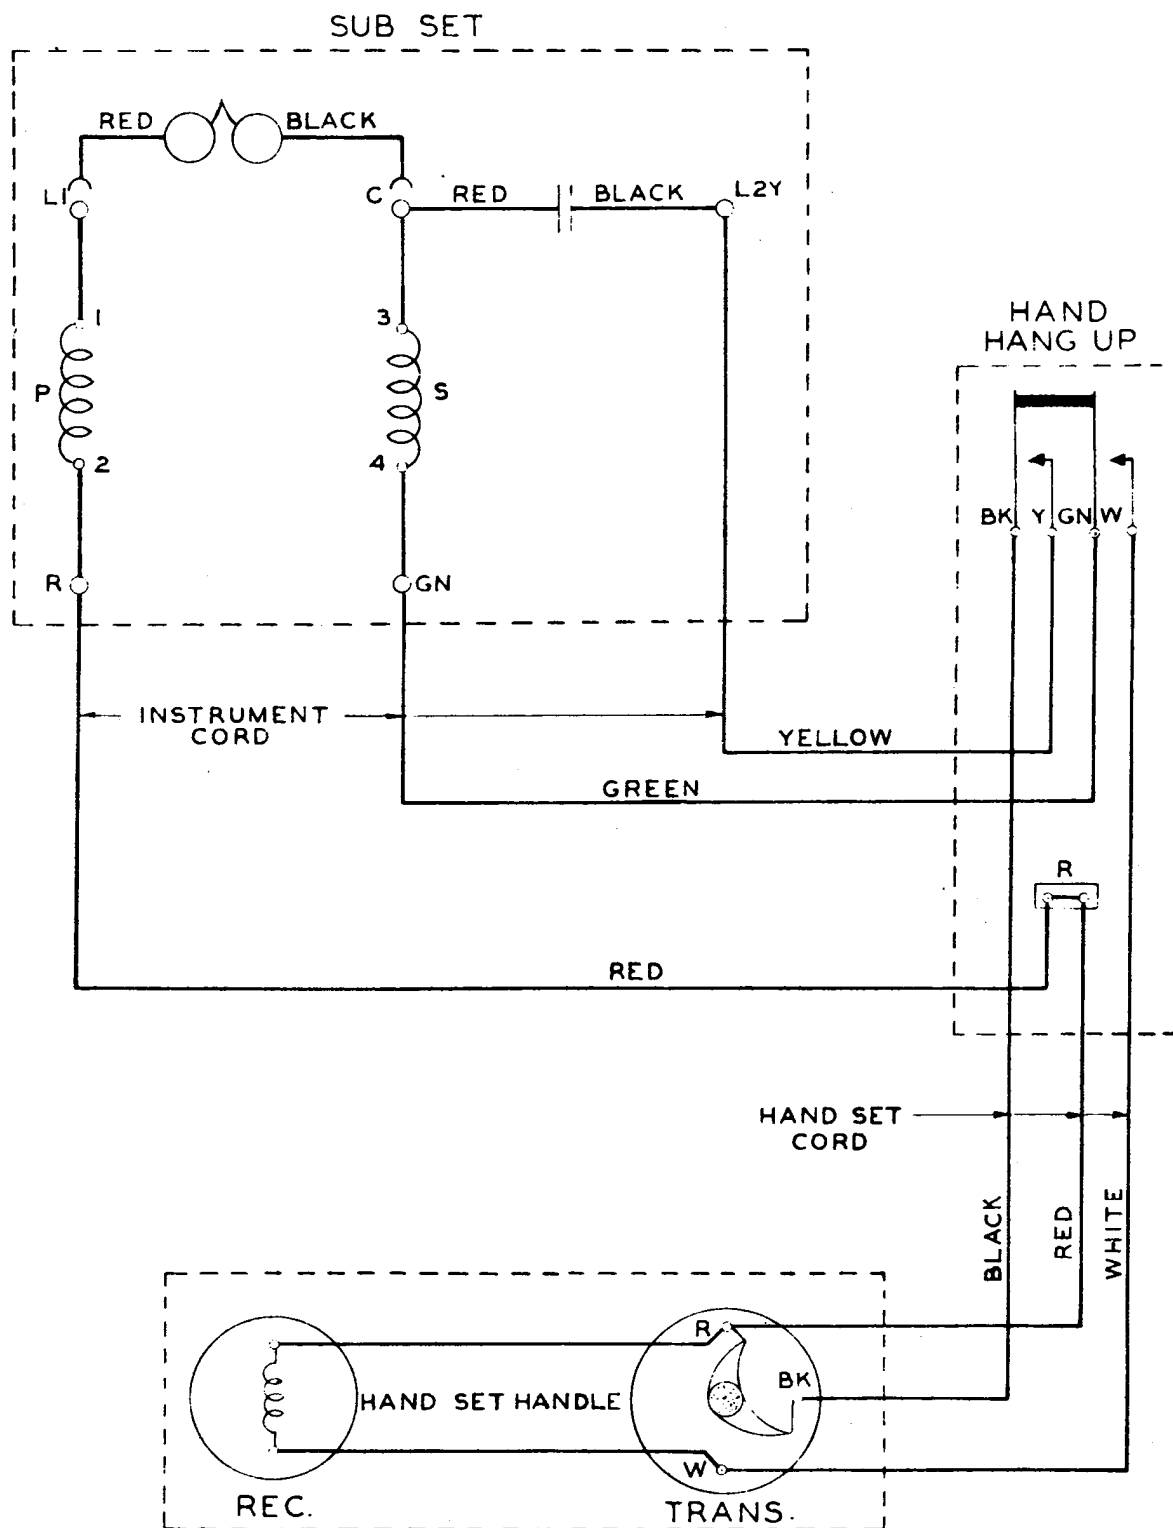 SUB SET
RED
BLACK
L1
C
RED
BLACK
L2Y
1
3
P
S
2
4
R
GN
HAND
HANG UP
BK
Y
GN
W
INSTRUMENT
CORD
YELLOW
GREEN
R
RED
HAND SET
CORD
BLACK
RED
WHITE
R
BK
HAND SET HANDLE
W
REC.
TRANS.